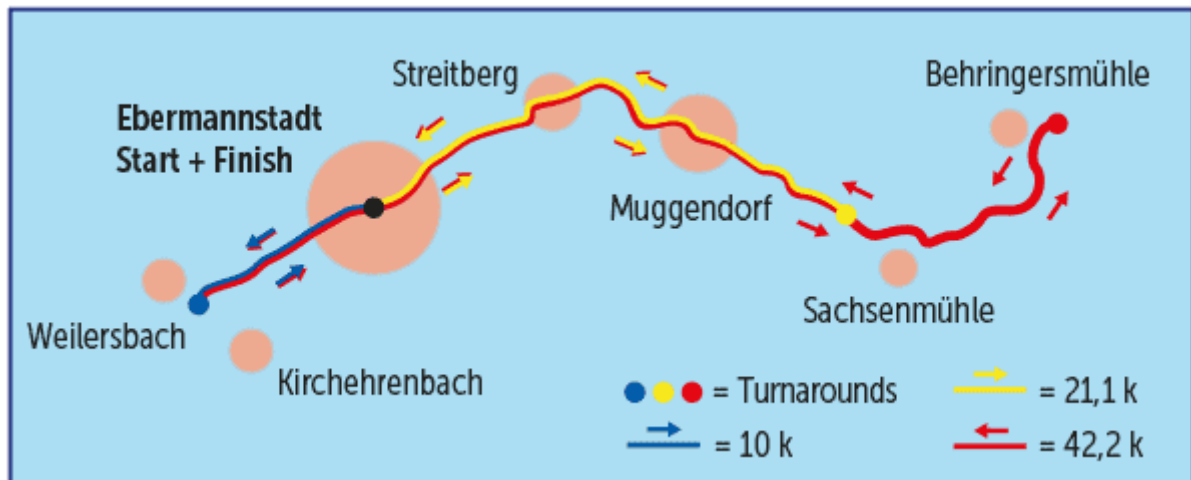 Streitberg
Behringersmühle
Ebermannstadt
Start + Finish
Muggendorf
Sachsenmühle
Weilersbach
Kirchehrenbach
= Turnarounds
= 21,1 k
= 10 k
= 42,2 k